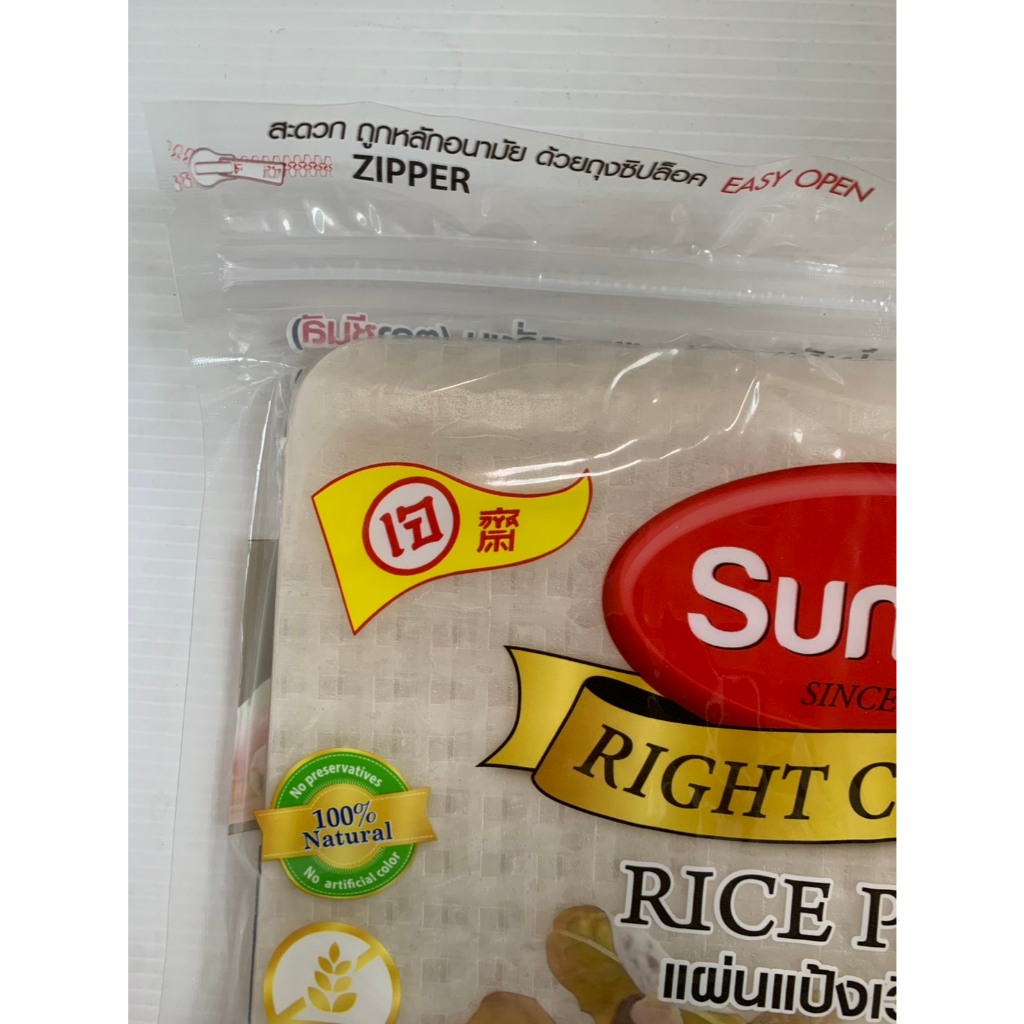 สะดวก ถูกหลักอนามัย ด้วยถุงซิปล็อค EASY OPEN
ZIPPER
เจ 齋
Sun
SINCE
RIGHT C
No preservatives
100%
Natural
No artificial color
RICE P
แผ่นแป้งเวี